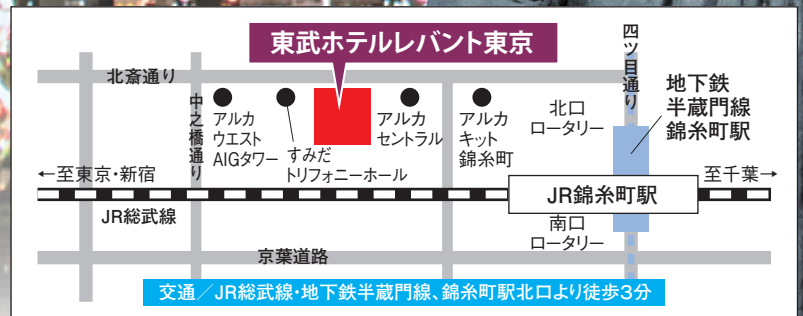 東武ホテルレバント東京
四ツ目通り
北斎通り
地下鉄
半蔵門線
錦糸町駅
中之橋通り
アルカ
ウエスト
AIGタワー
すみだ
トリフォニーホール
アルカ
セントラル
アルカ
キット
錦糸町
北口
ロータリー
←至東京・新宿
至千葉→
JR錦糸町駅
JR総武線
南口
ロータリー
京葉道路
交通／JR総武線・地下鉄半蔵門線、錦糸町駅北口より徒歩3分